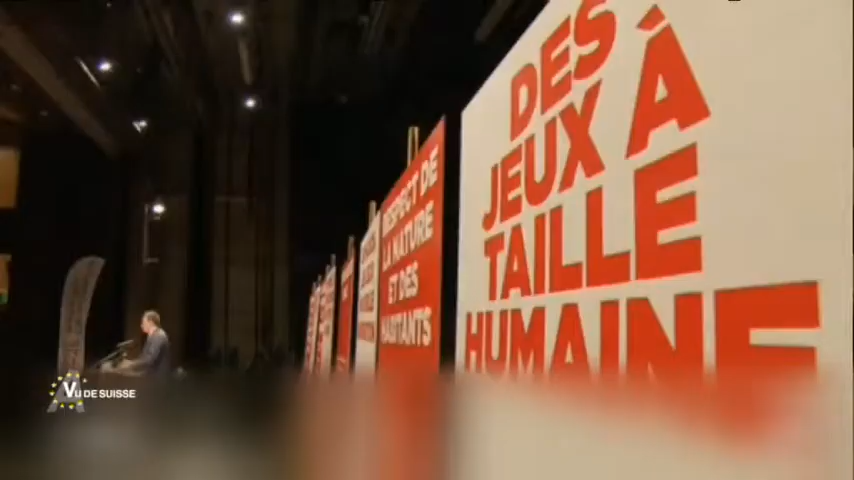 DES
JEUX À
TAILLE
HUMAINE
RESPECT DE
LA NATURE
ET DES
HABITANTS
VU DE SUISSE